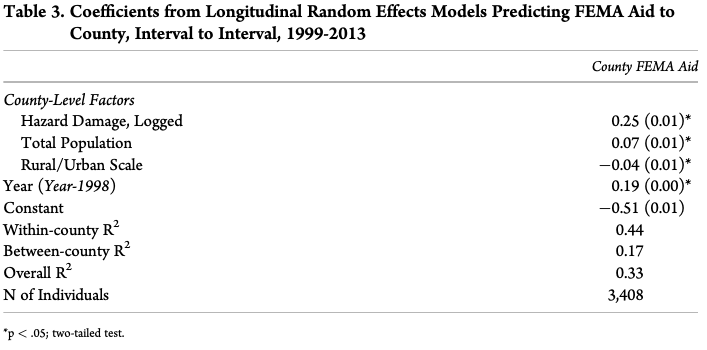 Table 3. Coefficients from Longitudinal Random Effects Models Predicting FEMA Aid to
County, Interval to Interval, 1999-2013
County FEMA Aid
County-Level Factors
Hazard Damage, Logged 0.25 (0.01)*
Total Population 0.07 (0.01)*
Rural/Urban Scale −0.04 (0.01)*
Year (Year-1998) 0.19 (0.00)*
Constant −0.51 (0.01)
Within-county R² 0.44
Between-county R² 0.17
Overall R² 0.33
N of Individuals 3,408
*p < .05; two-tailed test.